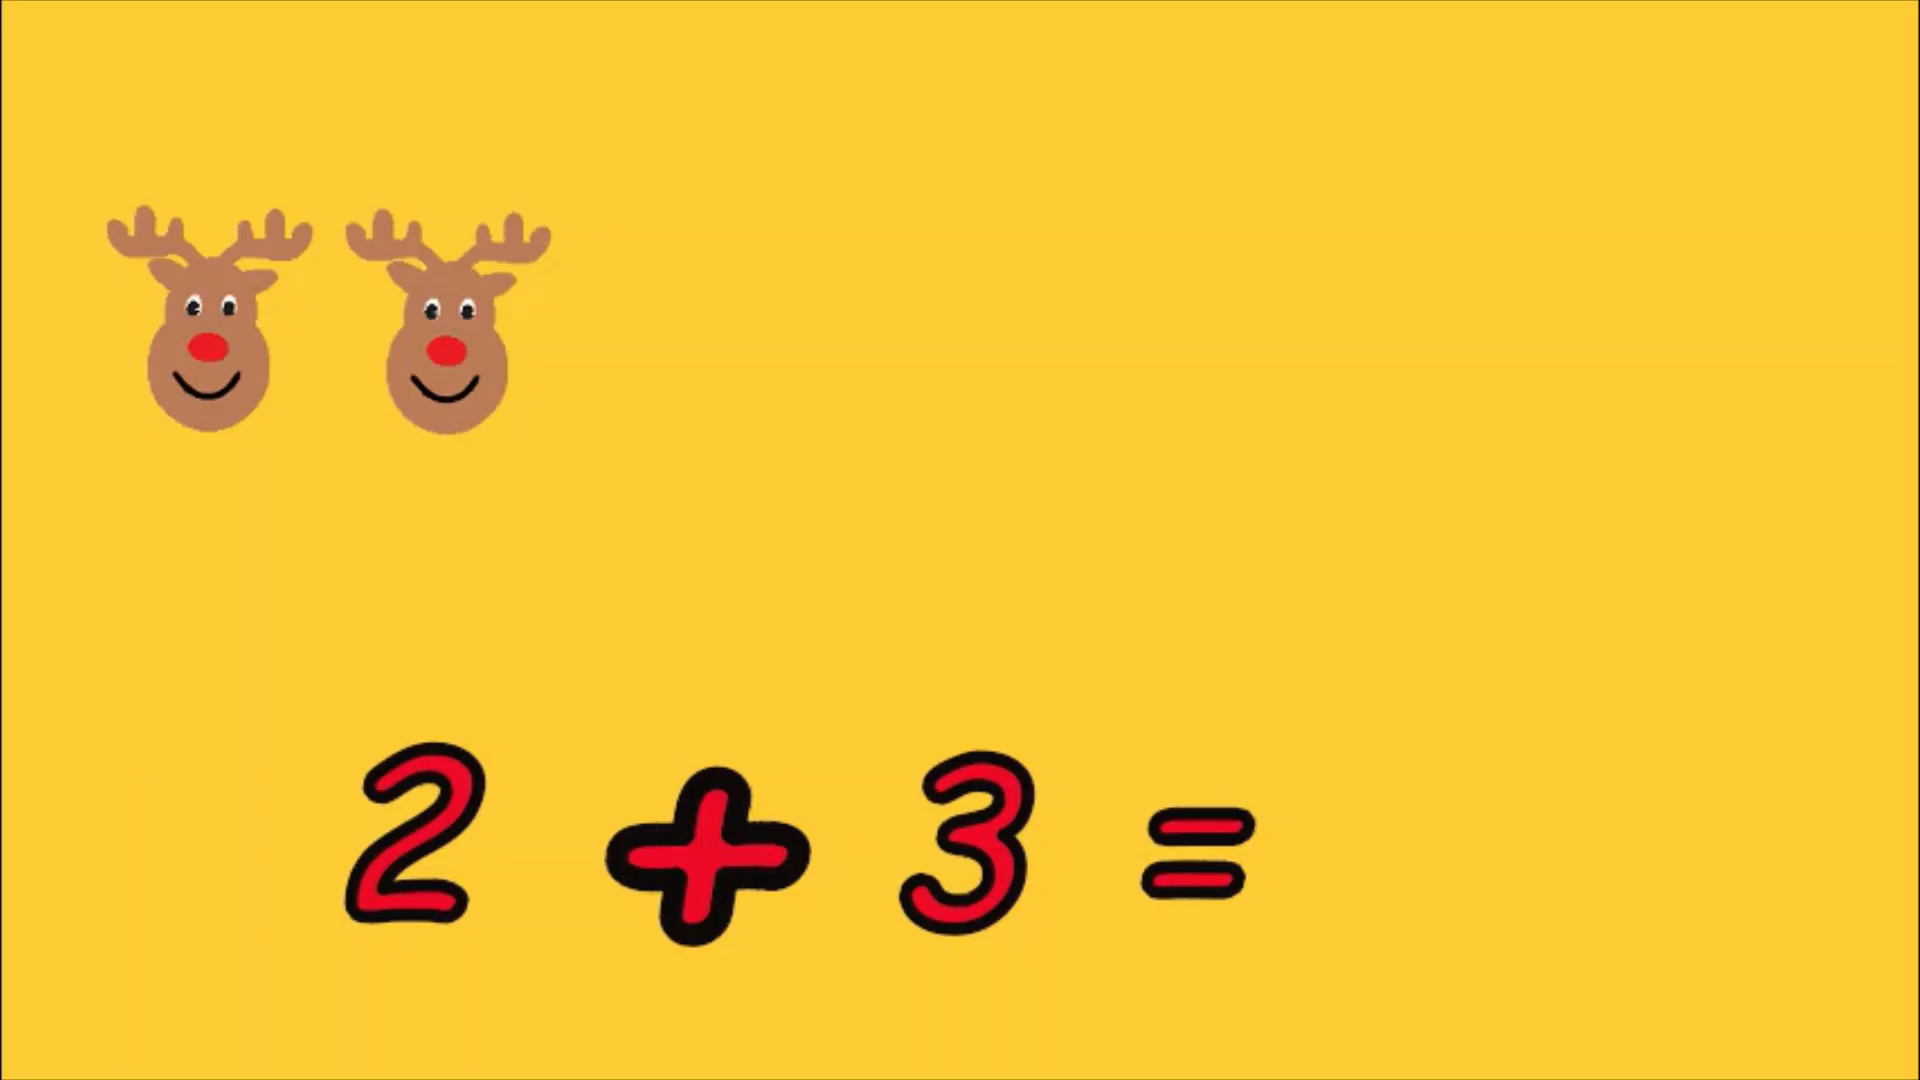 2 + 3 =